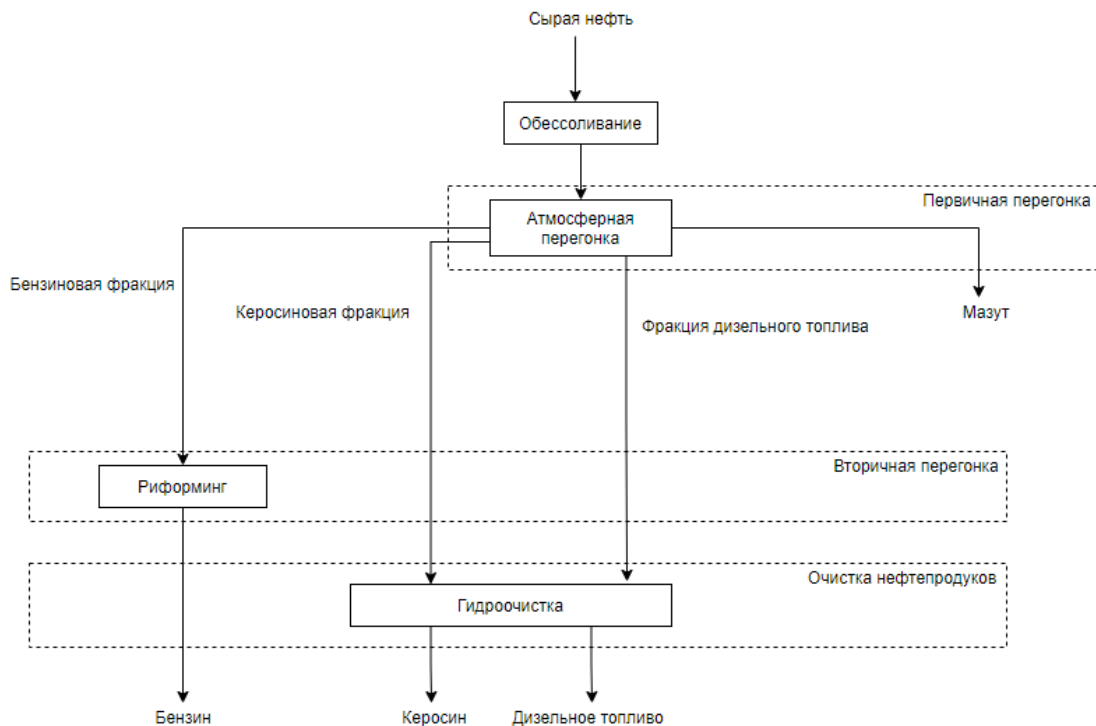 Сырая нефть
Обессоливание
Первичная перегонка
Атмосферная
перегонка
Бензиновая фракция
Керосиновая фракция
Фракция дизельного топлива
Мазут
Вторичная перегонка
Риформинг
Очистка нефтепродуков
Гидроочистка
Бензин
Керосин
Дизельное топливо